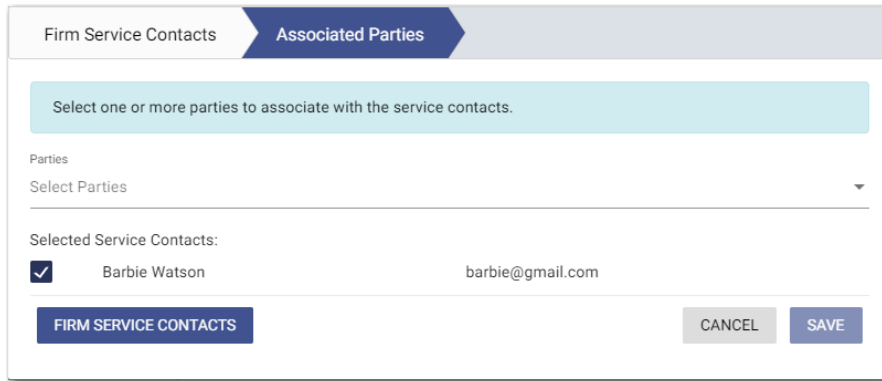 Firm Service Contacts
Associated Parties
Select one or more parties to associate with the service contacts.
Parties
Select Parties
Selected Service Contacts:
Barbie Watson barbie@gmail.com
FIRM SERVICE CONTACTS CANCEL SAVE